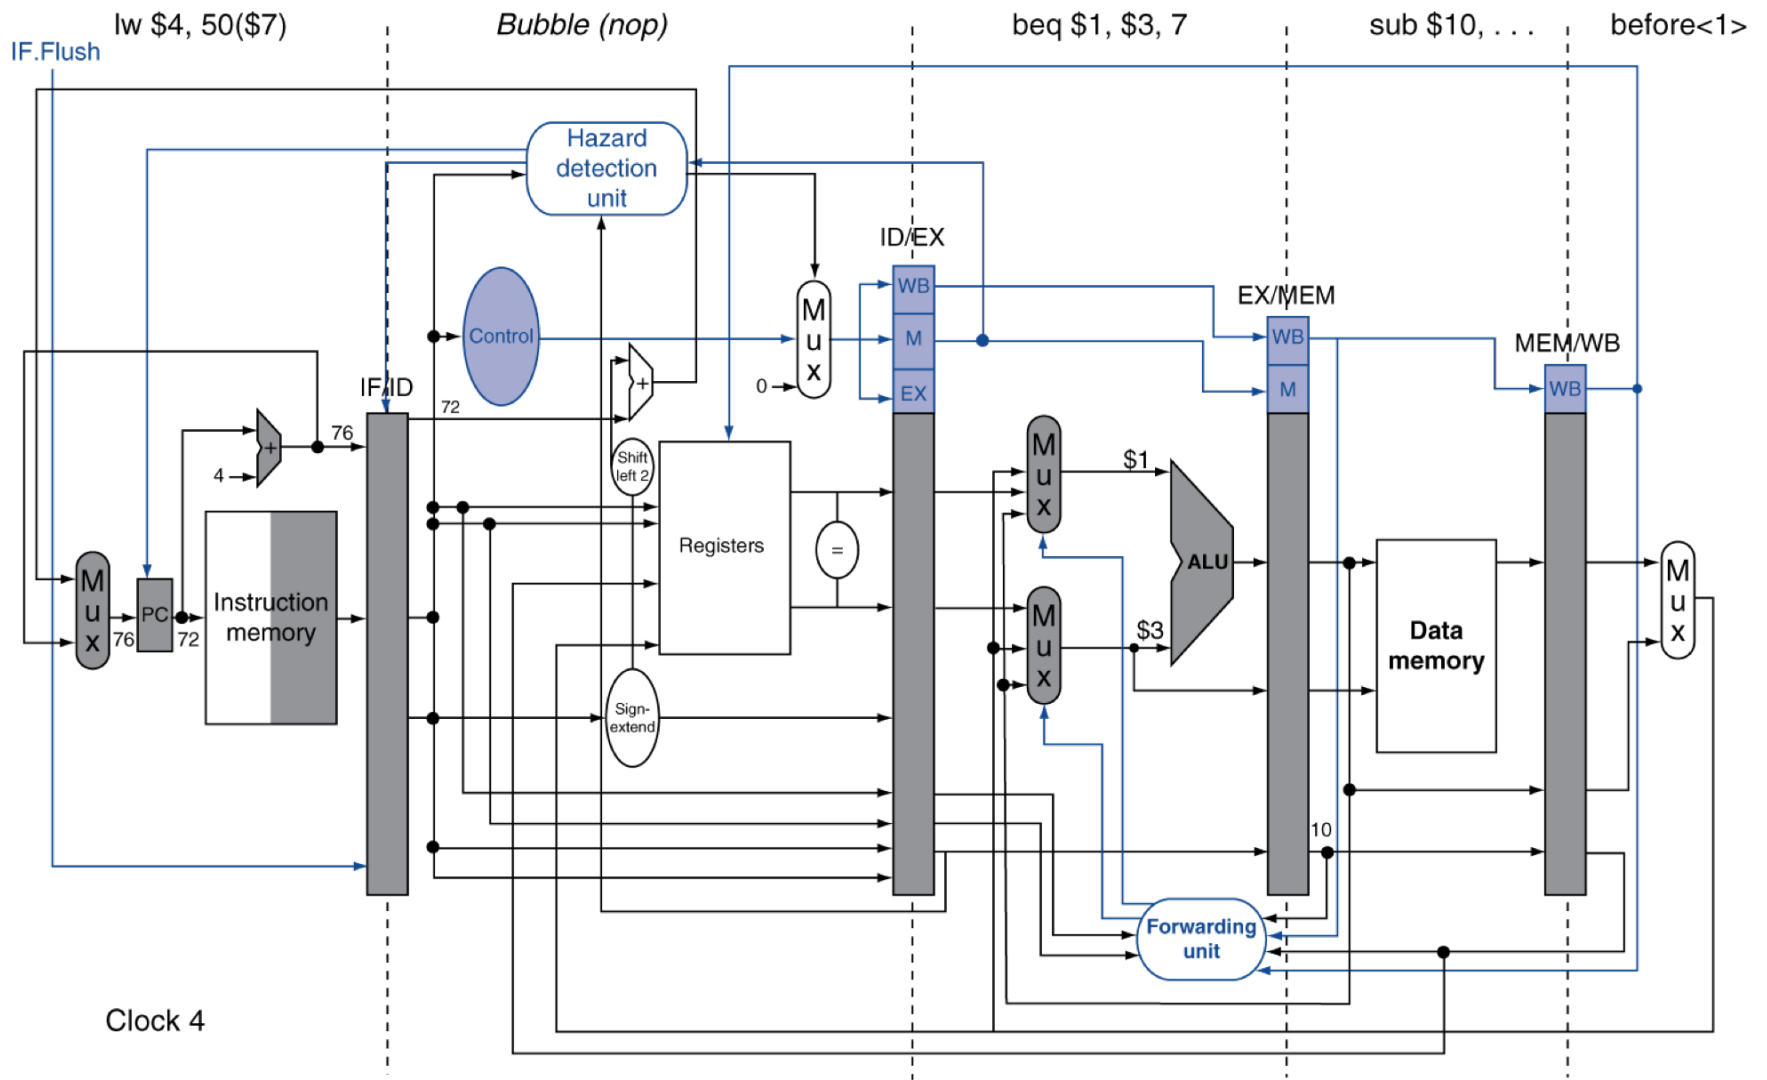 lw $4, 50($7)
Bubble (nop)
beq $1, $3, 7
sub $10, . . .
before<1>
IF.Flush
Hazard
detection
unit
ID/EX
WB
M
EX
EX/MEM
WB
M
MEM/WB
WB
Control
M
u
x
0
+
IF/ID
72
76
+
4
Shift
left 2
Registers
=
M
u
x
$1
ALU
M
u
x
$3
M
u
x
76
PC
72
Instruction
memory
Data
memory
M
u
x
Sign-
extend
10
Forwarding
unit
Clock 4